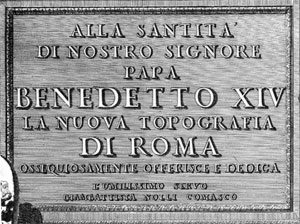 ALLA SANTITA'
DI NOSTRO SIGNORE
PAPA
BENEDETTO XIV
LA NUOVA TOPOGRAFIA
DI ROMA
OSSEQUIOSAMENTE OFFERISCE E DEDICA
L'UMILISSIMO SERVO
GIAMBATTISTA NOLLI COMASCO